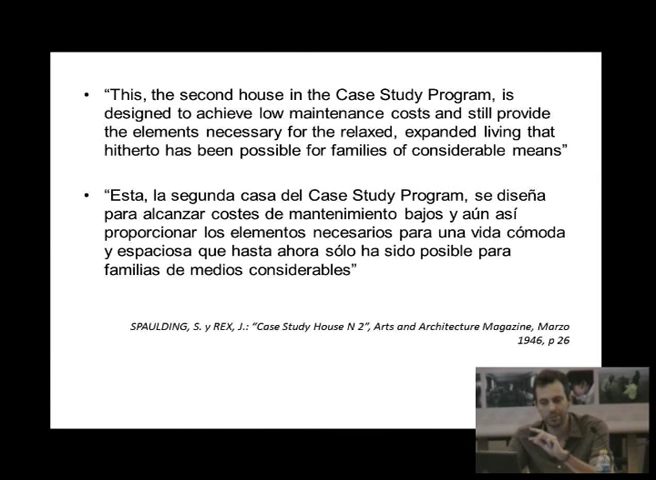 • “This, the second house in the Case Study Program, is
designed to achieve low maintenance costs and still provide
the elements necessary for the relaxed, expanded living that
hitherto has been possible for families of considerable means”
• “Esta, la segunda casa del Case Study Program, se diseña
para alcanzar costes de mantenimiento bajos y aún así
proporcionar los elementos necesarios para una vida cómoda
y espaciosa que hasta ahora sólo ha sido posible para
familias de medios considerables”
SPAULDING, S. y REX, J.: “Case Study House N 2”, Arts and Architecture Magazine, Marzo
1946, p 26